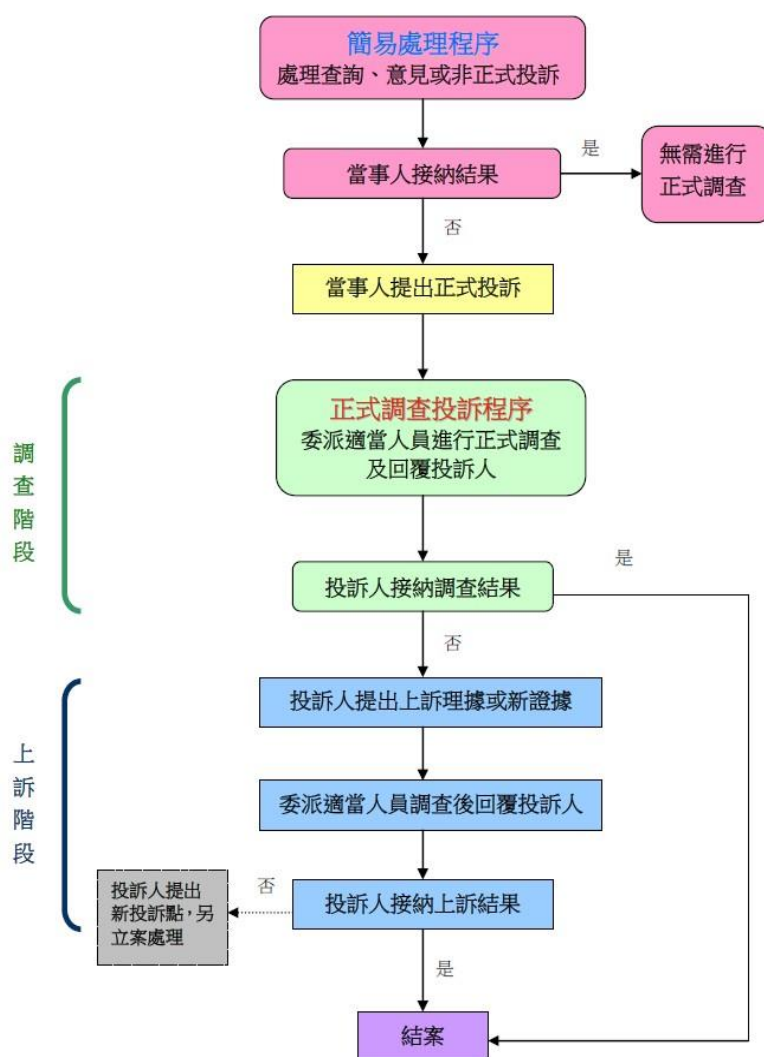 簡易處理程序
處理查詢、意見或非正式投訴
當事人接納結果
是
無需進行
正式調查
否
當事人提出正式投訴
調查階段
正式調查投訴程序
委派適當人員進行正式調查
及回覆投訴人
投訴人接納調查結果
是
否
上訴階段
投訴人提出上訴理據或新證據
委派適當人員調查後回覆投訴人
投訴人接納上訴結果
否
投訴人提出
新投訴點，另
立案處理
是
結案